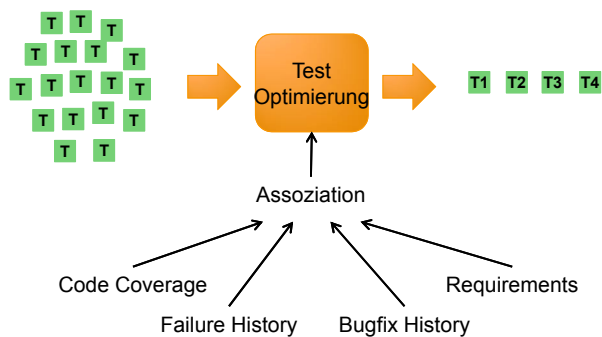 T T T
T T T T
T T T T T
T T T T
T T
Test
Optimierung
T1 T2 T3 T4
Assoziation
Code Coverage
Requirements
Failure History
Bugfix History